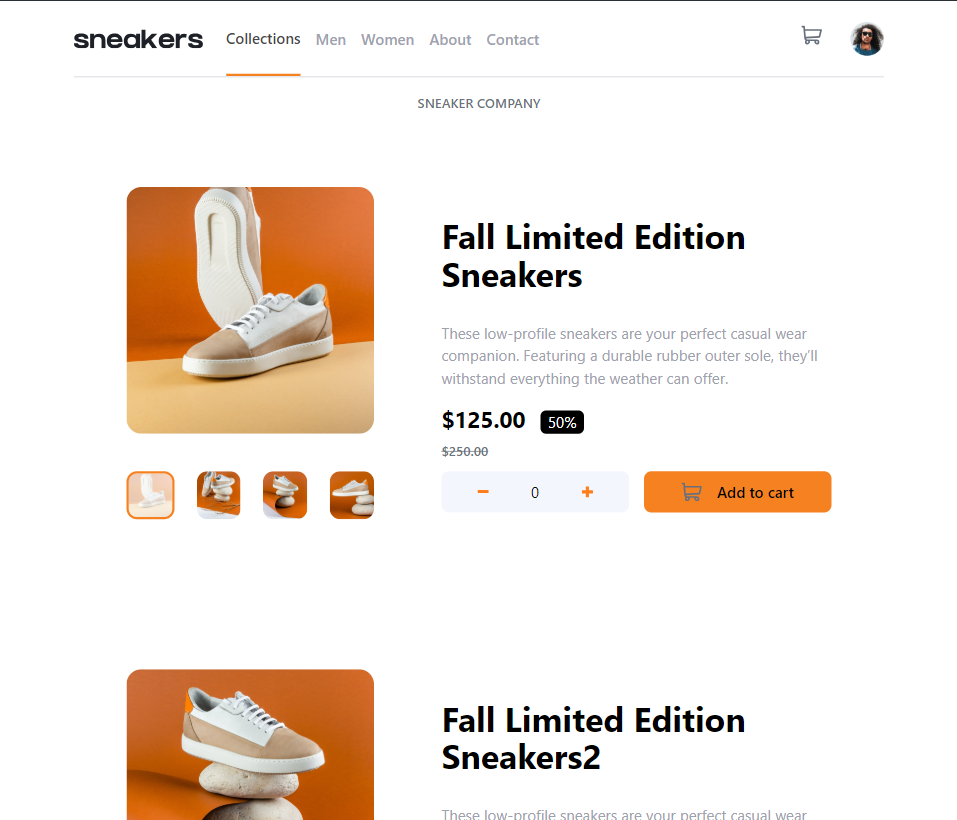 sneakers
Collections
Men
Women
About
Contact
SNEAKER COMPANY
Fall Limited Edition
Sneakers
These low-profile sneakers are your perfect casual wear
companion. Featuring a durable rubber outer sole, they’ll
withstand everything the weather can offer.
$125.00
50%
$250.00
0
Add to cart
Fall Limited Edition
Sneakers2
These low-profile sneakers are your perfect casual wear